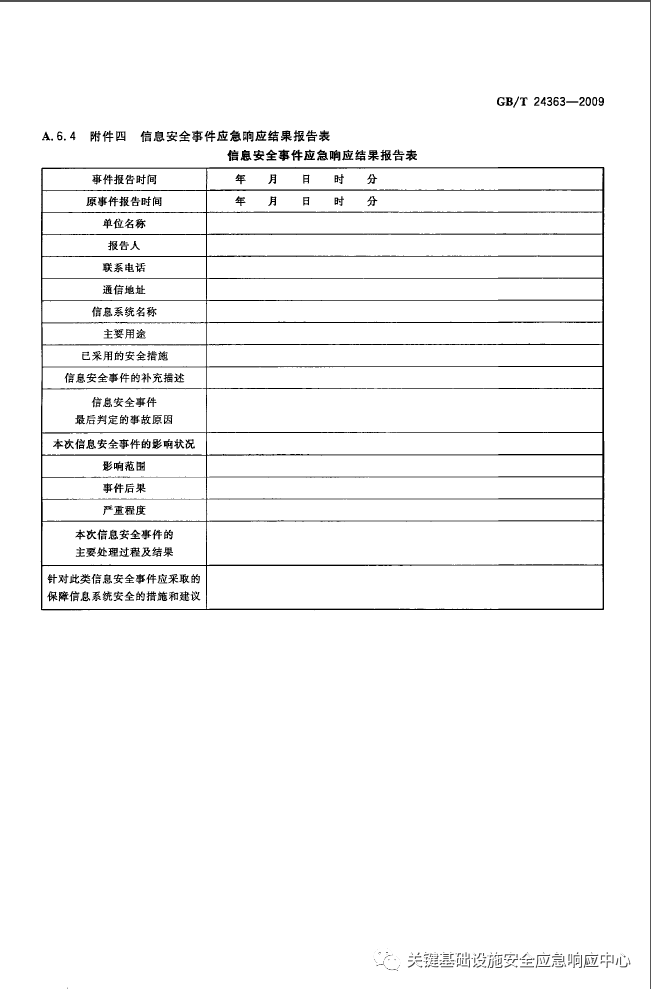 GB/T 24363—2009
A.6.4 附件四 信息安全事件应急响应结果报告表
信息安全事件应急响应结果报告表
事件报告时间 年 月 日 时 分
原事件报告时间 年 月 日 时 分
单位名称
报告人
联系电话
通信地址
信息系统名称
主要用途
已采用的安全措施
信息安全事件的补充描述
信息安全事件
最后判定的事故原因
本次信息安全事件的影响状况
影响范围
事件后果
严重程度
本次信息安全事件的
主要处理过程及结果
针对此类信息安全事件应采取的
保障信息系统安全的措施和建议
关键基础设施安全应急响应中心